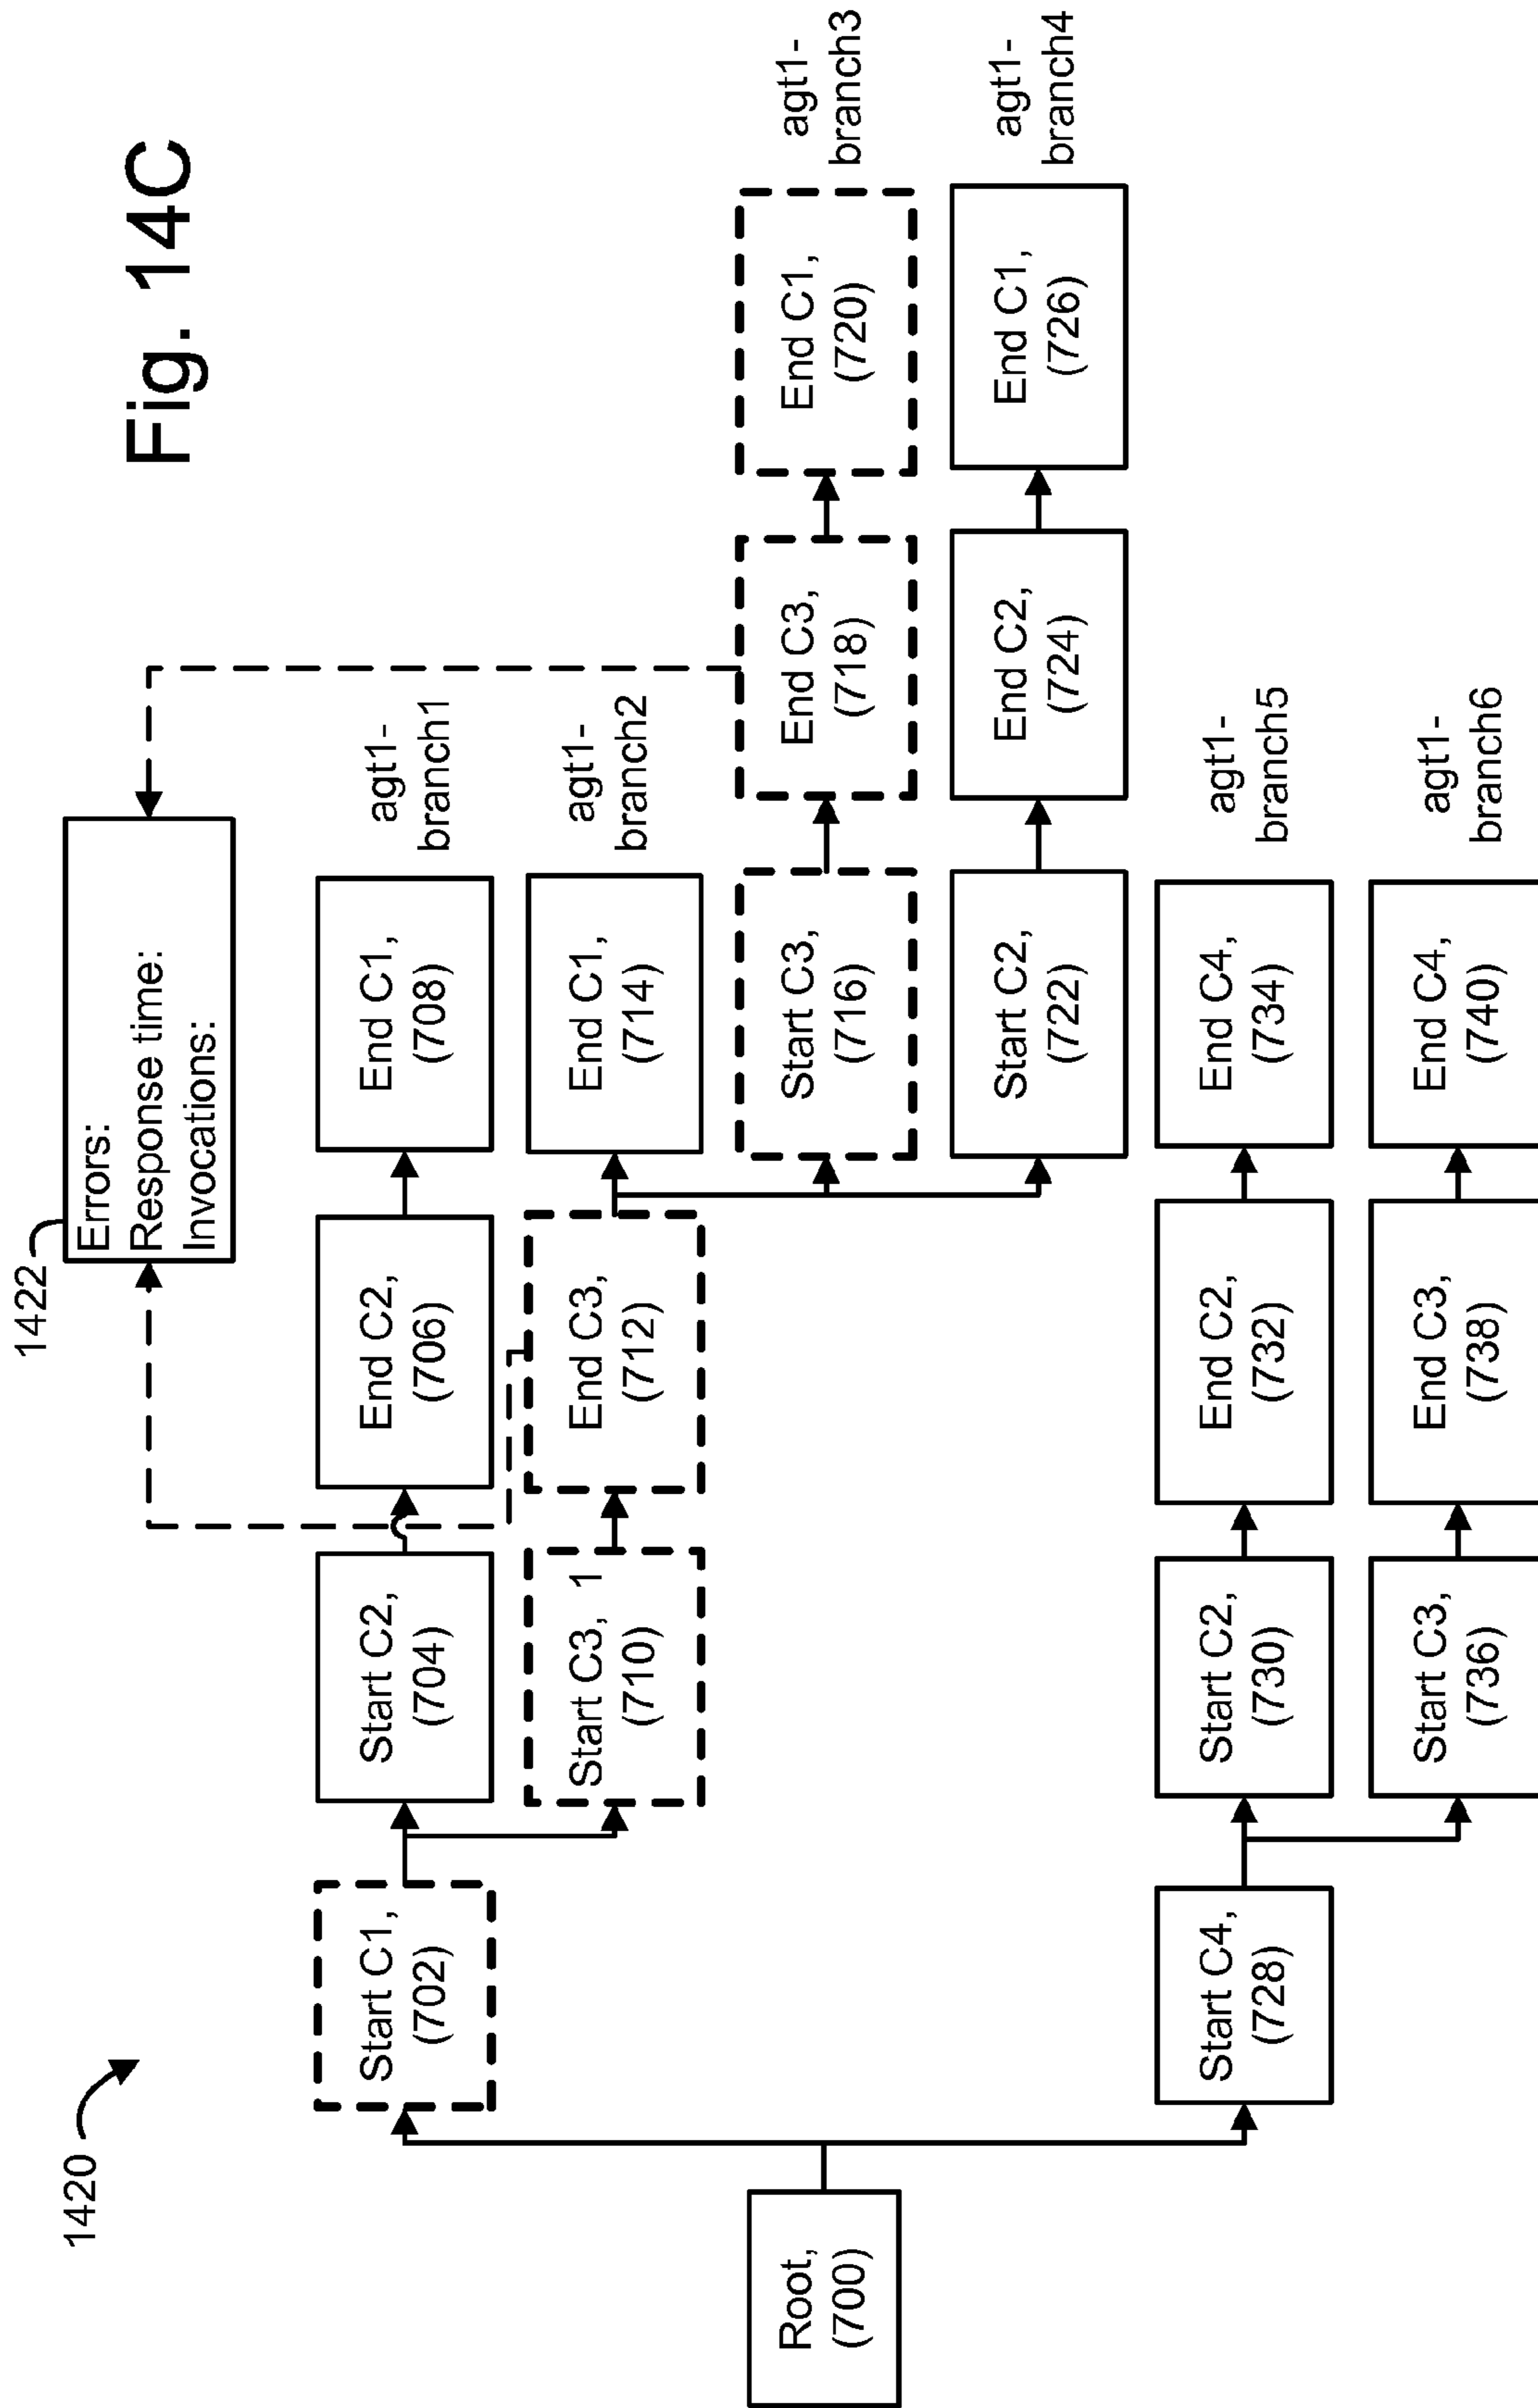 Fig. 14C
1420
1422
Errors:
Response time:
Invocations:
Root,
(700)
Start C1,
(702)
Start C2,
(704)
End C2,
(706)
End C1,
(708)
agt1-
branch1
Start C3, 1
(710)
End C3,
(712)
End C1,
(714)
agt1-
branch2
Start C3,
(716)
End C3,
(718)
End C1,
(720)
agt1-
branch3
Start C2,
(722)
End C2,
(724)
End C1,
(726)
agt1-
branch4
Start C4,
(728)
Start C2,
(730)
End C2,
(732)
End C4,
(734)
agt1-
branch5
Start C3,
(736)
End C3,
(738)
End C4,
(740)
agt1-
branch6